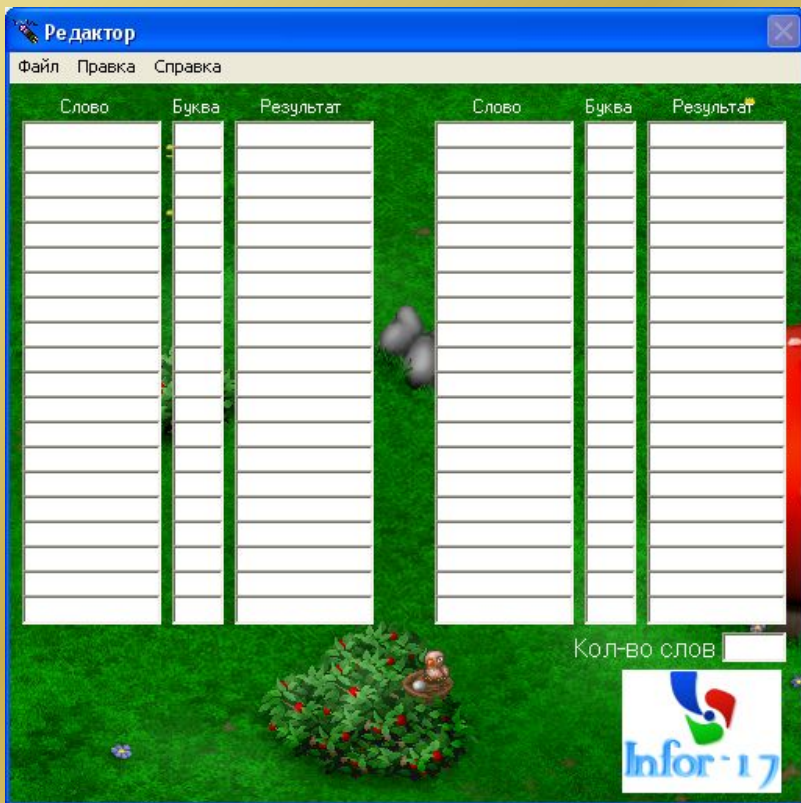 Редактор
Файл Правка Справка
Слово Буква Результат Слово Буква Результат
Кол-во слов
Infor-17